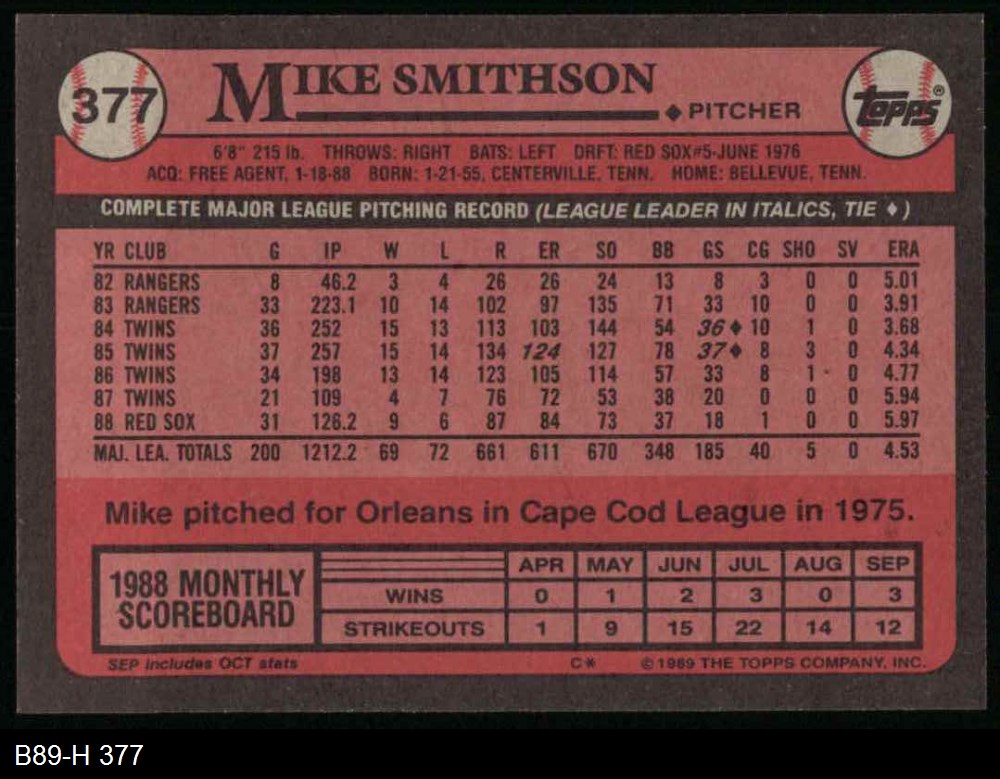 377
MIKE SMITHSON
♦ PITCHER
TOPPS®
6'8" 215 lb. THROWS: RIGHT BATS: LEFT DRFT: RED SOX#5-JUNE 1976
ACQ: FREE AGENT, 1-18-88 BORN: 1-21-55, CENTERVILLE, TENN. HOME: BELLEVUE, TENN.
COMPLETE MAJOR LEAGUE PITCHING RECORD (LEAGUE LEADER IN ITALICS, TIE ♦)
YR CLUB G IP W L R ER SO BB GS CG SHO SV ERA
82 RANGERS 8 46.2 3 4 26 26 24 13 8 3 0 0 5.01
83 RANGERS 33 223.1 10 14 102 97 135 71 33 10 0 0 3.91
84 TWINS 36 252 15 13 113 103 144 54 36♦ 10 1 0 3.68
85 TWINS 37 257 15 14 134 124 127 78 37♦ 8 3 0 4.34
86 TWINS 34 198 13 14 123 105 114 57 33 8 1 0 4.77
87 TWINS 21 109 4 7 76 72 53 38 20 0 0 0 5.94
88 RED SOX 31 126.2 9 6 87 84 73 37 18 1 0 0 5.97
MAJ. LEA. TOTALS 200 1212.2 69 72 661 611 670 348 185 40 5 0 4.53
Mike pitched for Orleans in Cape Cod League in 1975.
1988 MONTHLY
SCOREBOARD
APR MAY JUN JUL AUG SEP
WINS 0 1 2 3 0 3
STRIKEOUTS 1 9 15 22 14 12
SEP includes OCT stats
C* © 1989 THE TOPPS COMPANY, INC.
B89-H 377